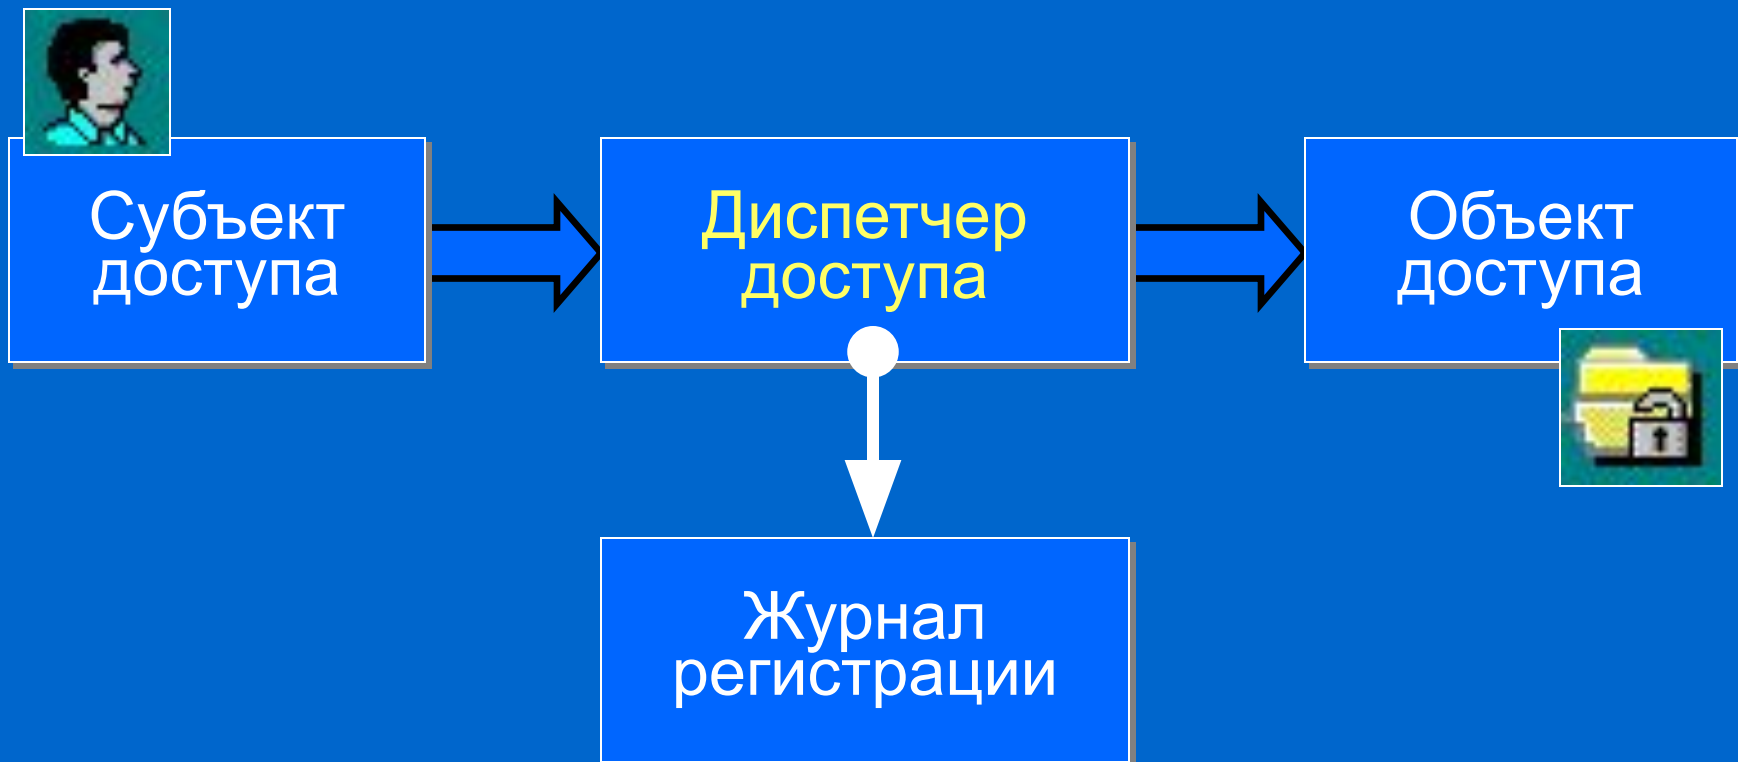 Субъект
доступа
Диспетчер
доступа
Объект
доступа
Журнал
регистрации